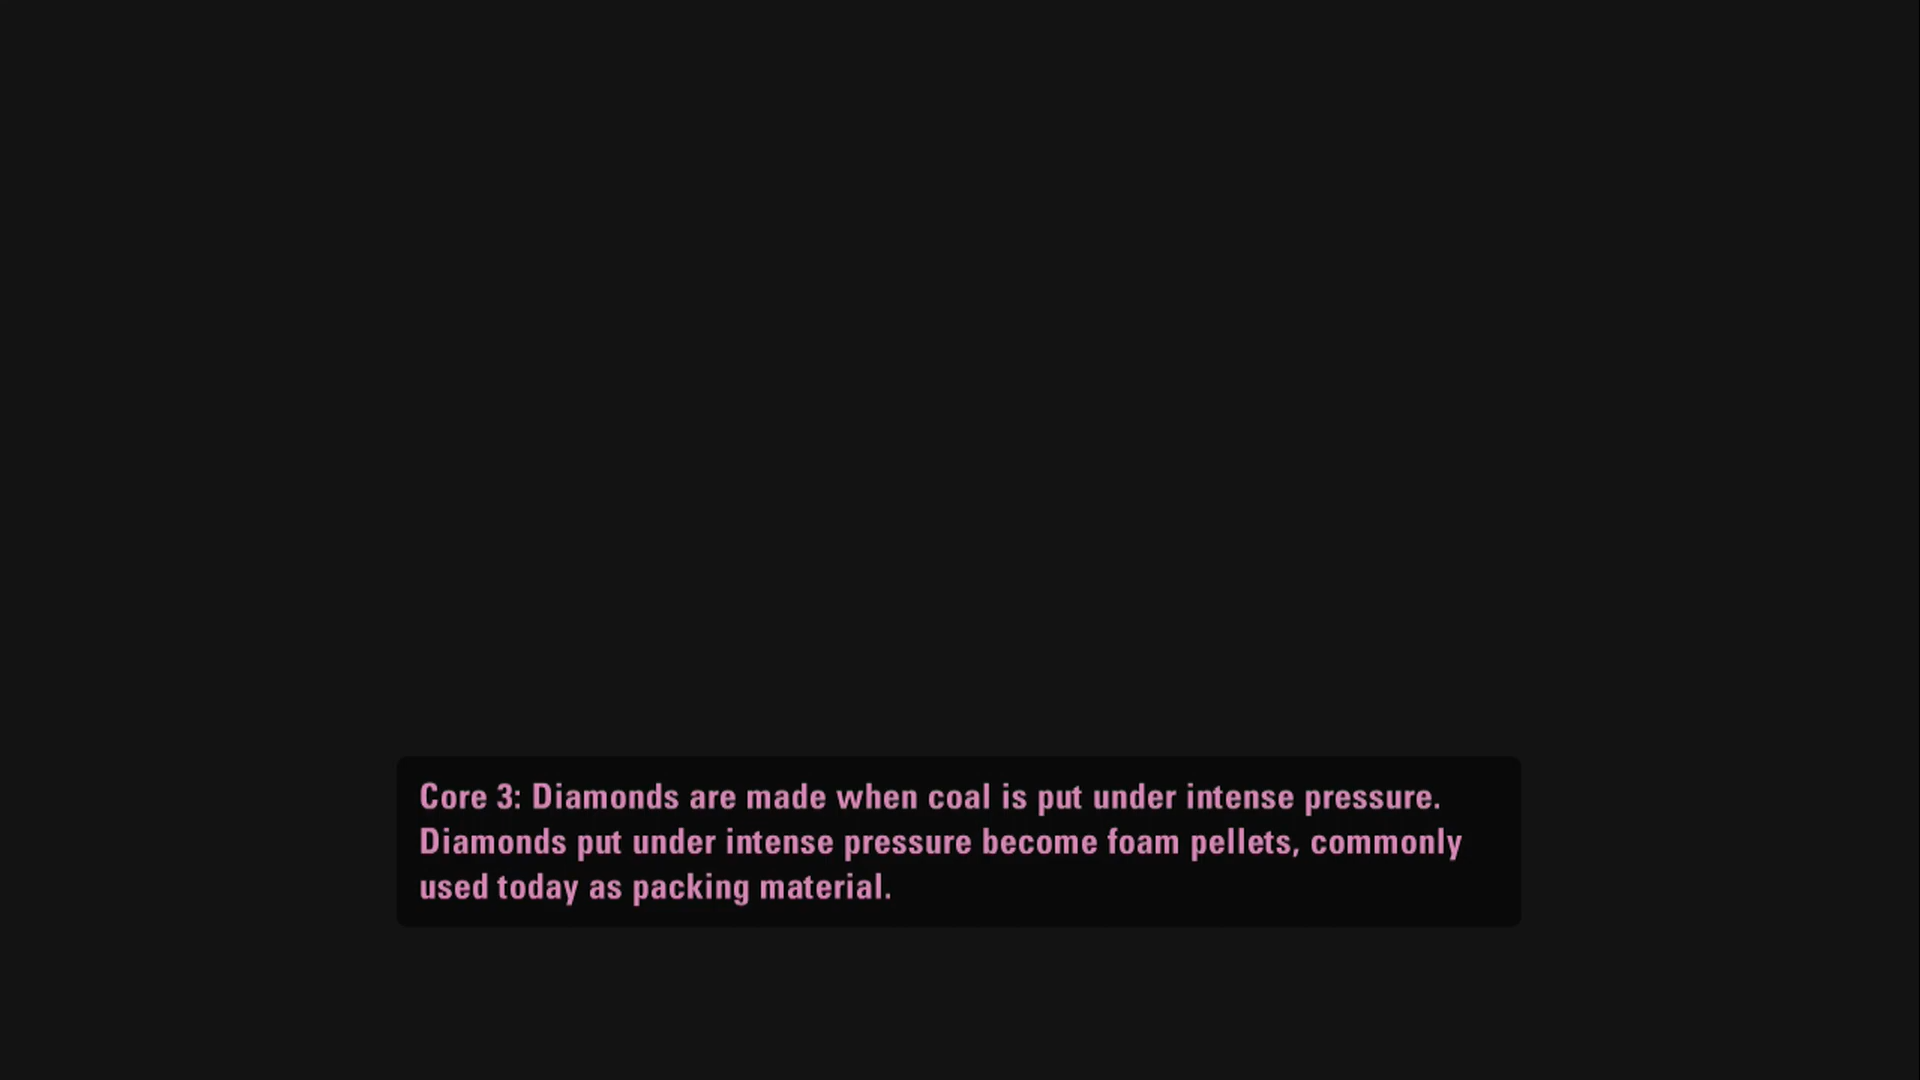 Core 3: Diamonds are made when coal is put under intense pressure.
Diamonds put under intense pressure become foam pellets, commonly
used today as packing material.